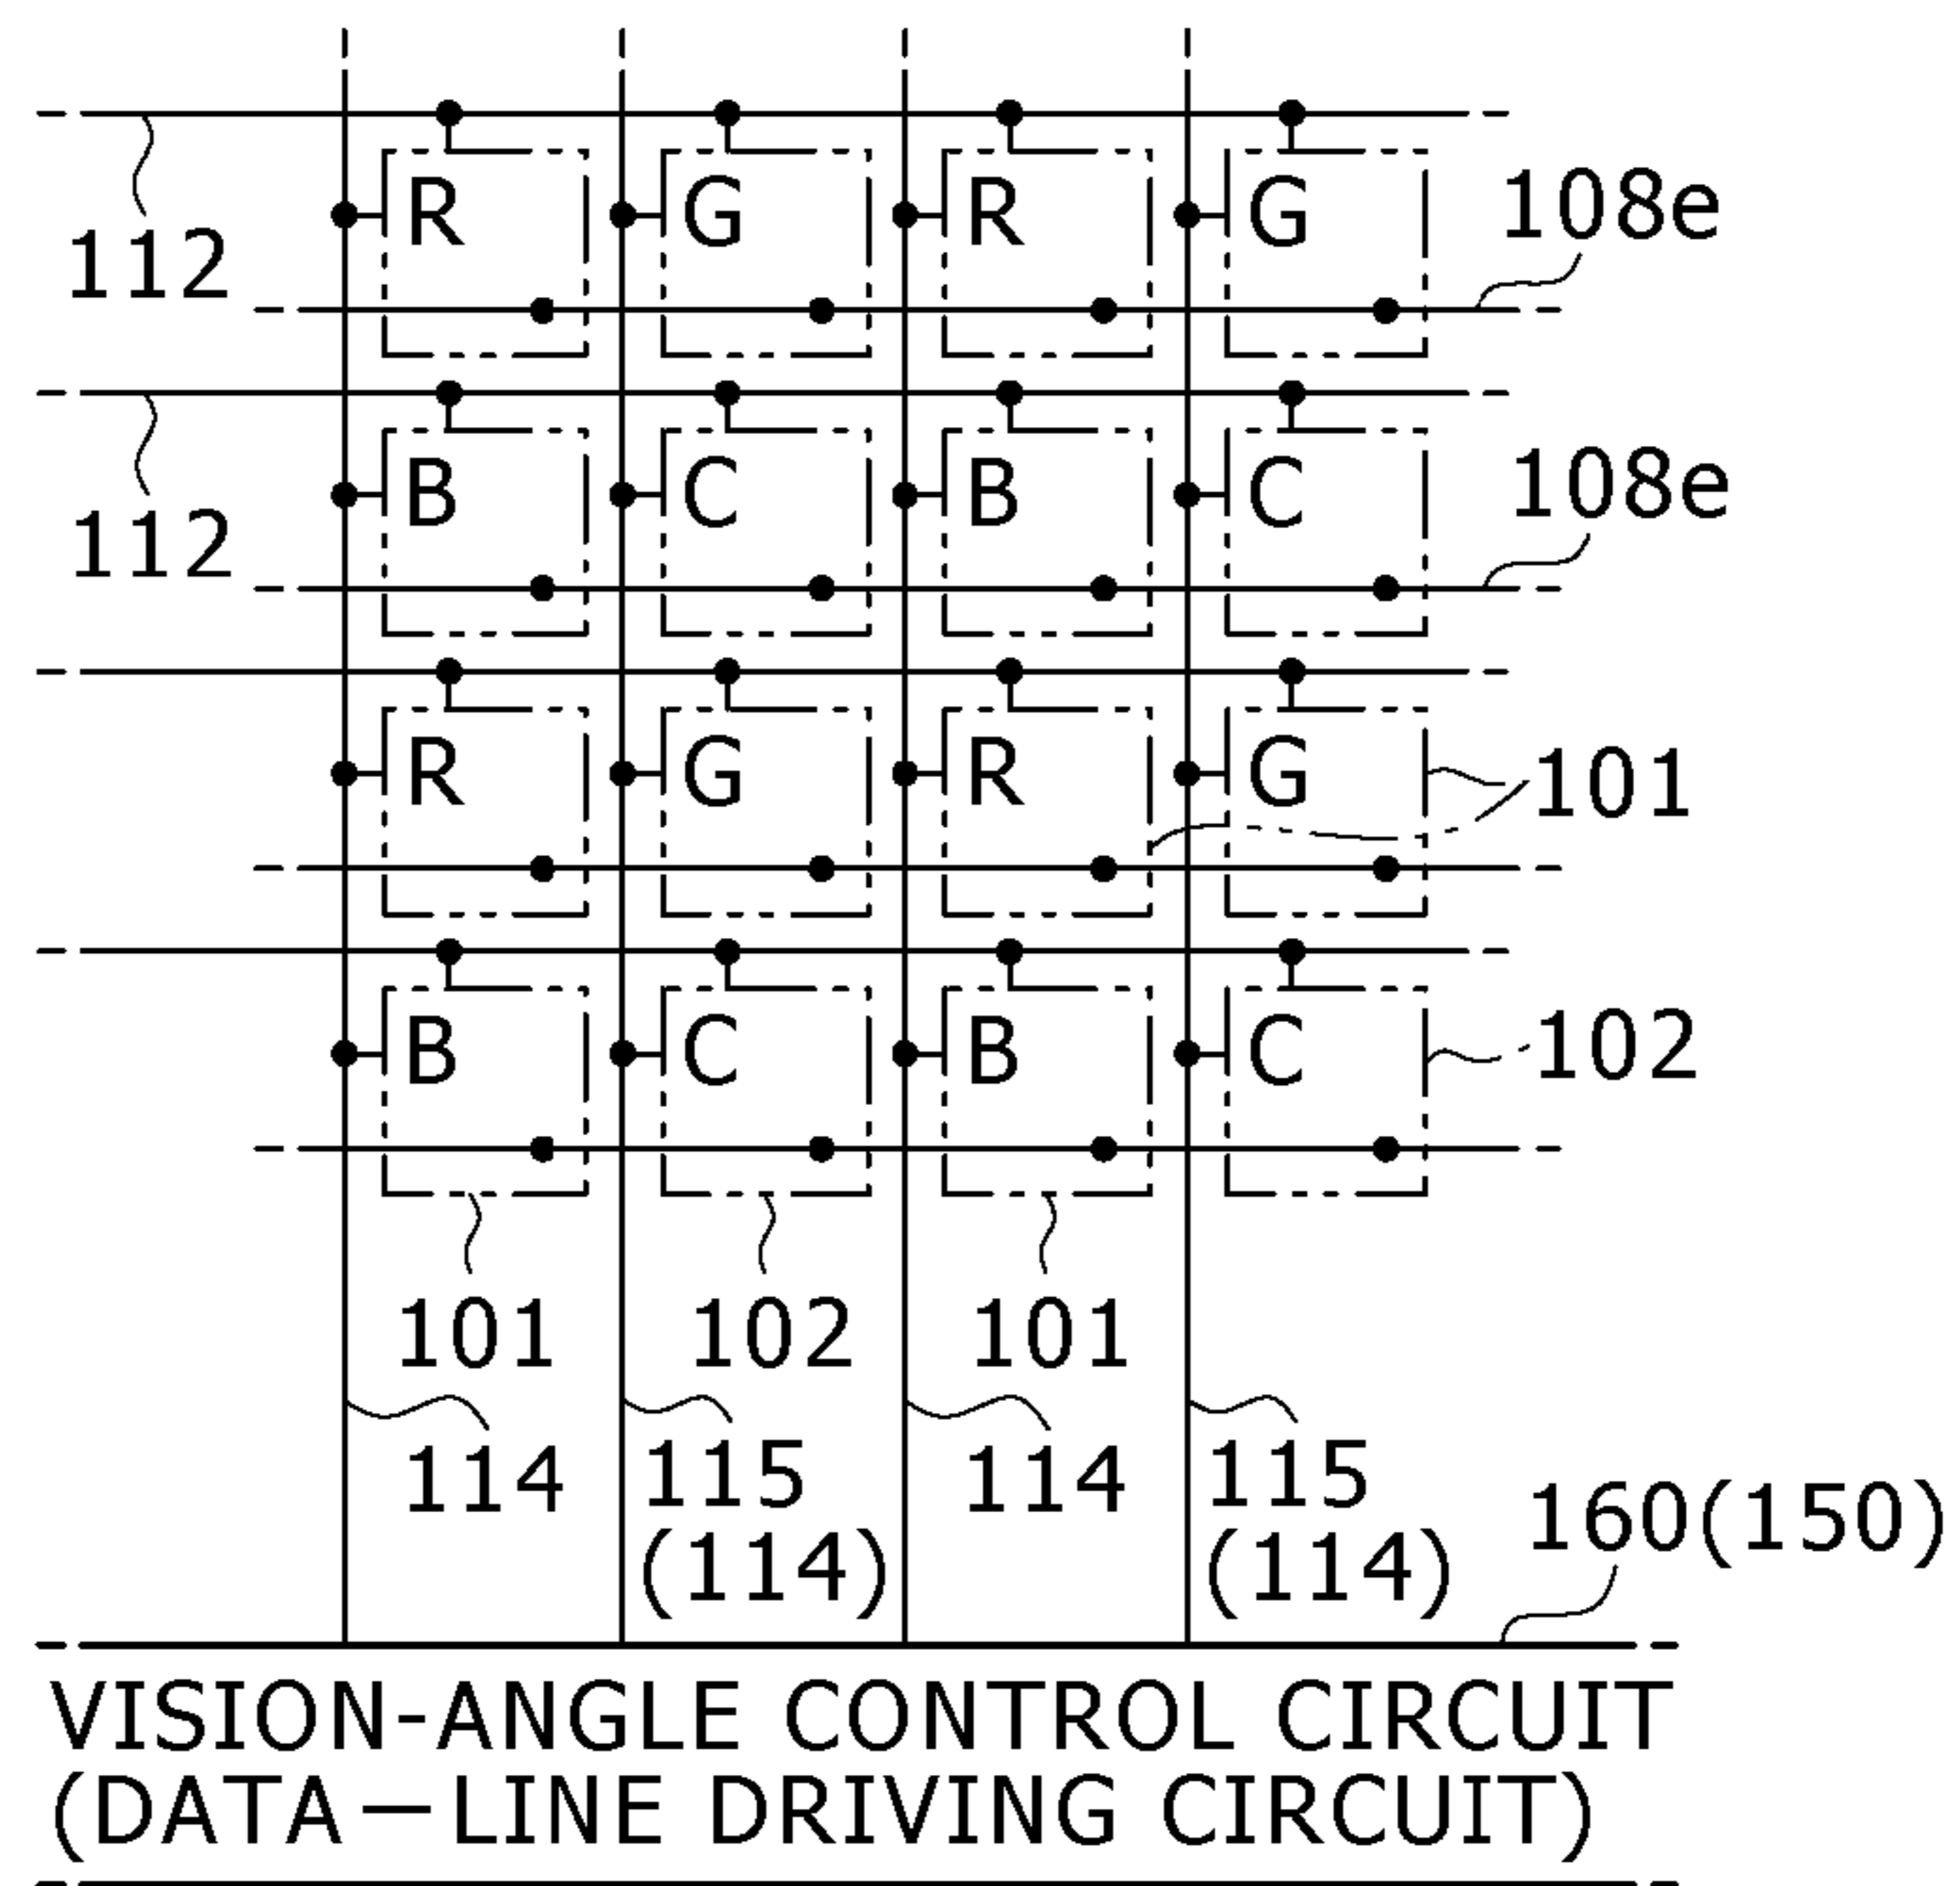 R G R G 108e
112
B C B C 108e
112
R G R G 101
B C B C 102
101 102 101
114 115 114 115
(114) (114)
160(150)
VISION-ANGLE CONTROL CIRCUIT
(DATA—LINE DRIVING CIRCUIT)